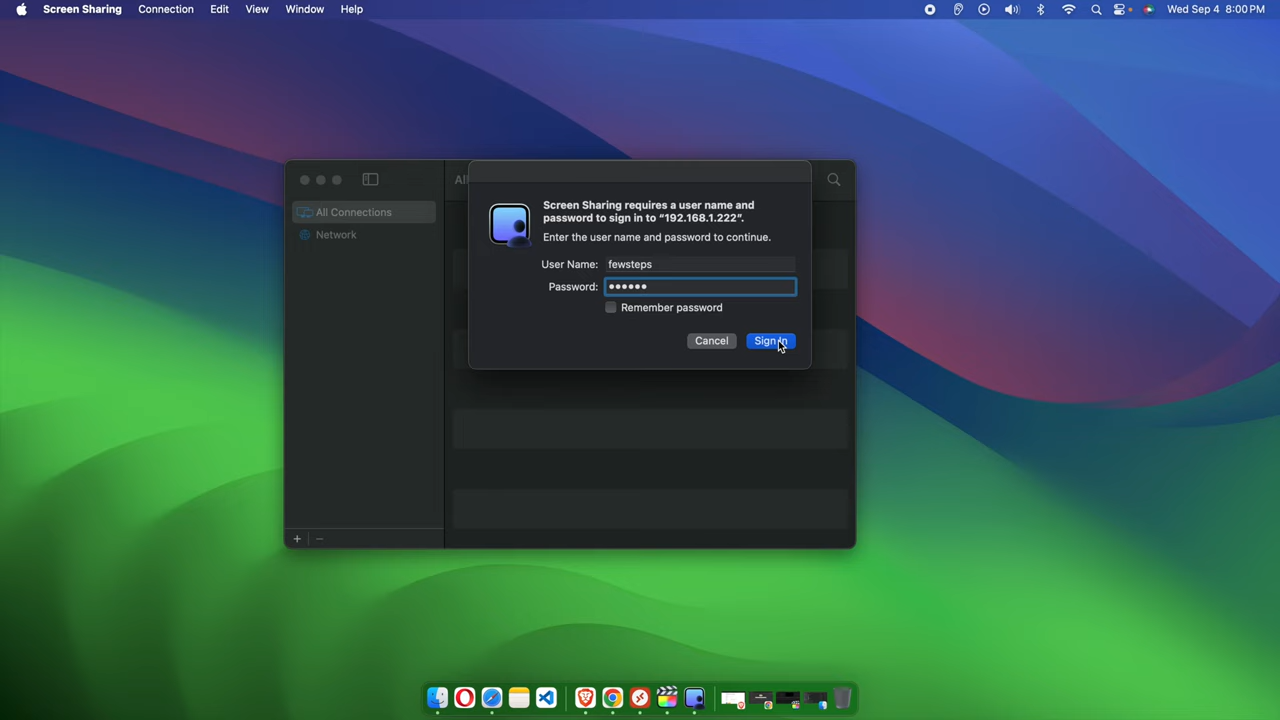 Screen Sharing Connection Edit View Window Help Wed Sep 4 8:00 PM
All Connections
Network
All
Screen Sharing requires a user name and
password to sign in to “192.168.1.222”.
Enter the user name and password to continue.
User Name: fewsteps
Password: ••••••
Remember password
Cancel Sign In